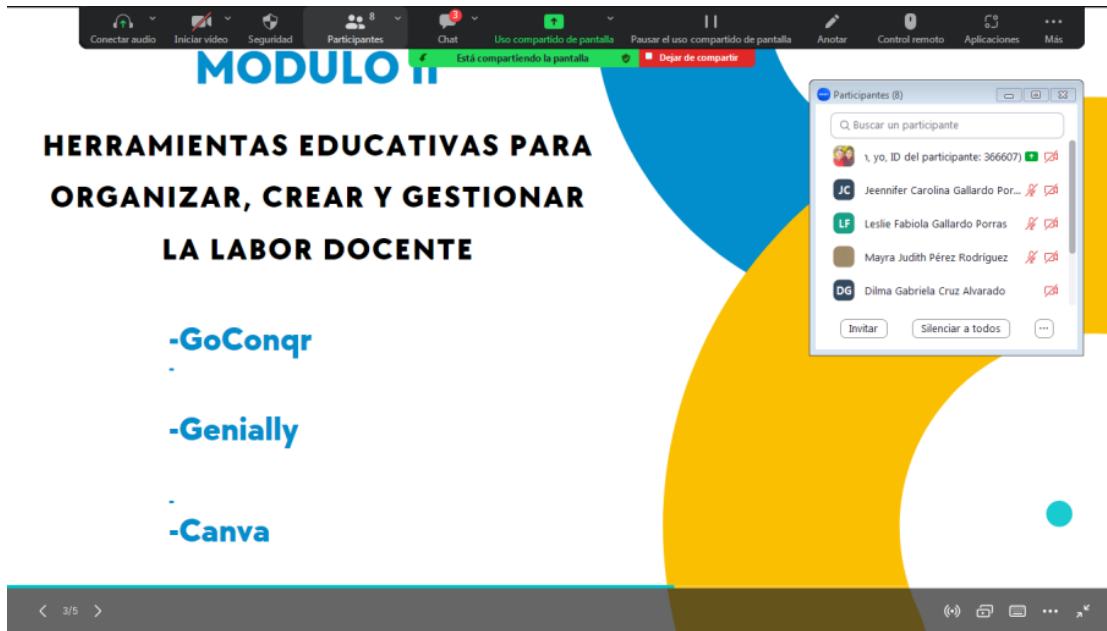 8
3
Conectar audio
Iniciar video
Seguridad
Participantes
Chat
Uso compartido de pantalla
Pausar el uso compartido de pantalla
Anotar
Control remoto
Aplicaciones
Más
Está compartiendo la pantalla
Dejar de compartir
MODULO II
HERRAMIENTAS EDUCATIVAS PARA
ORGANIZAR, CREAR Y GESTIONAR
LA LABOR DOCENTE
-GoConqr
-
-Genially
-
-Canva
Participantes (8)
Buscar un participante
, yo, ID del participante: 366607)
JC Jeennifer Carolina Gallardo Por...
LF Leslie Fabiola Gallardo Porras
Mayra Judith Pérez Rodríguez
DG Dilma Gabriela Cruz Alvarado
Invitar
Silenciar a todos
3/5